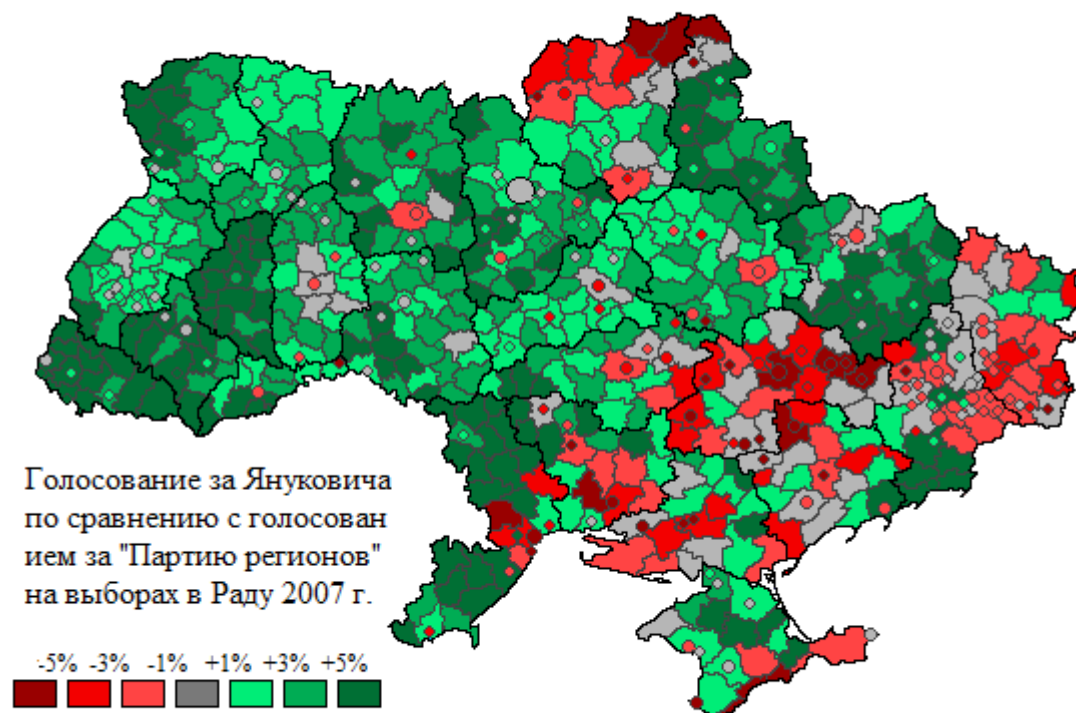 Голосование за Януковича
по сравнению с голосован
ием за "Партию регионов"
на выборах в Раду 2007 г.
-5% -3% -1% +1% +3% +5%